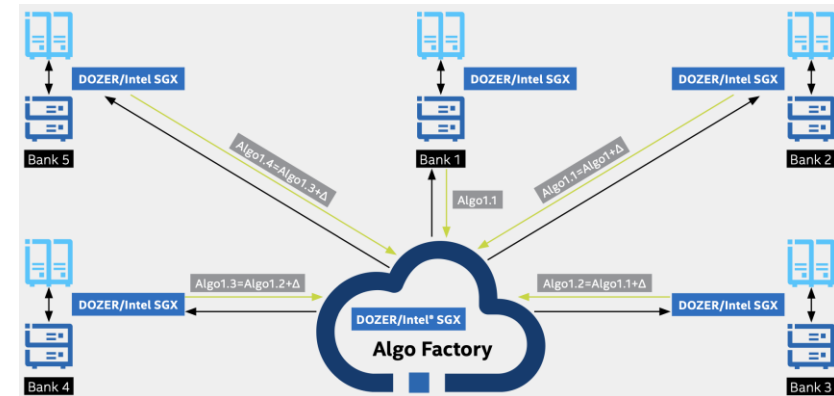 DOZER/Intel SGX
DOZER/Intel SGX
DOZER/Intel SGX
Bank 5
Bank 1
Bank 2
Algo1.4=Algo1.3+Δ
Algo1.1
Algo1.1=Algo1+Δ
Algo1.3=Algo1.2+Δ
Algo1.2=Algo1.1+Δ
DOZER/Intel SGX
DOZER/Intel SGX
DOZER/Intel® SGX
Algo Factory
Bank 4
Bank 3